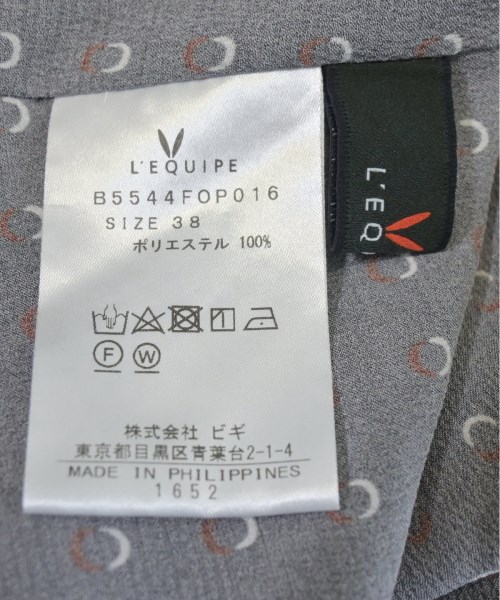 L'EQUIPE
B5544FOP016
SIZE 38
ポリエステル 100%
F W
株式会社 ビギ
東京都目黒区青葉台2-1-4
MADE IN PHILIPPINES
1652
L'EQ